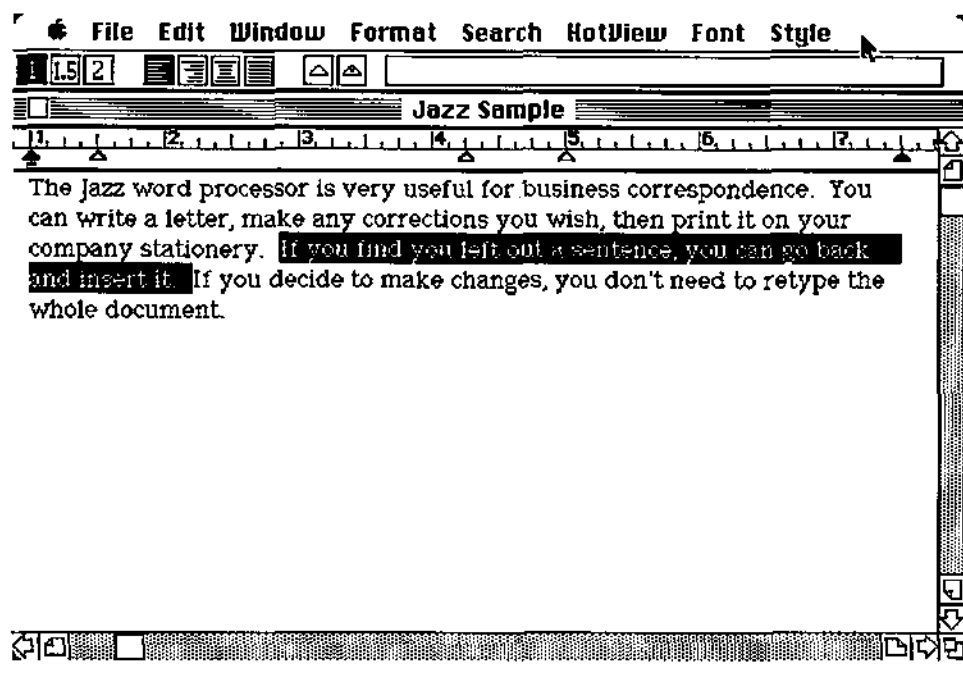 File Edit Window Format Search HotView Font Style
1 1.5 2
Jazz Sample
1 2 3 4 5 6 7
The Jazz word processor is very useful for business correspondence. You
can write a letter, make any corrections you wish, then print it on your
company stationery. If you find you left out a sentence, you can go back
and insert it. If you decide to make changes, you don't need to retype the
whole document.